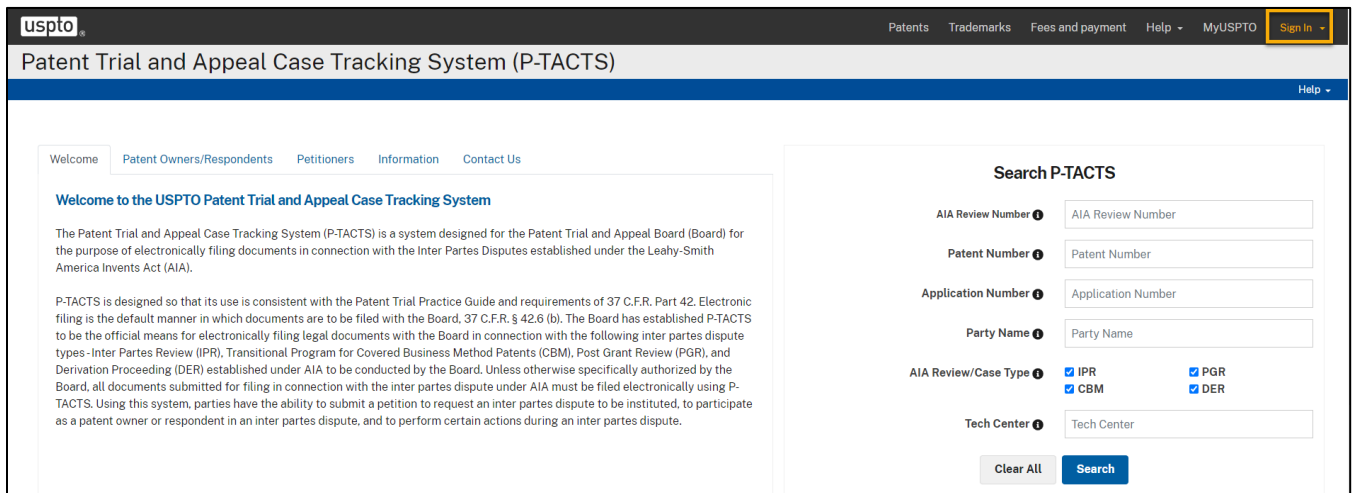 uspto®
Patents Trademarks Fees and payment Help MyUSPTO Sign In
Patent Trial and Appeal Case Tracking System (P-TACTS)
Help
Welcome Patent Owners/Respondents Petitioners Information Contact Us
Welcome to the USPTO Patent Trial and Appeal Case Tracking System
The Patent Trial and Appeal Case Tracking System (P-TACTS) is a system designed for the Patent Trial and Appeal Board (Board) for
the purpose of electronically filing documents in connection with the Inter Partes Disputes established under the Leahy-Smith
America Invents Act (AIA).
P-TACTS is designed so that its use is consistent with the Patent Trial Practice Guide and requirements of 37 C.F.R. Part 42. Electronic
filing is the default manner in which documents are to be filed with the Board, 37 C.F.R. § 42.6 (b). The Board has established P-TACTS
to be the official means for electronically filing legal documents with the Board in connection with the following inter partes dispute
types - Inter Partes Review (IPR), Transitional Program for Covered Business Method Patents (CBM), Post Grant Review (PGR), and
Derivation Proceeding (DER) established under AIA to be conducted by the Board. Unless otherwise specifically authorized by the
Board, all documents submitted for filing in connection with the inter partes dispute under AIA must be filed electronically using P-
TACTS. Using this system, parties have the ability to submit a petition to request an inter partes dispute to be instituted, to participate
as a patent owner or respondent in an inter partes dispute, and to perform certain actions during an inter partes dispute.
Search P-TACTS
AIA Review Number AIA Review Number
Patent Number Patent Number
Application Number Application Number
Party Name Party Name
AIA Review/Case Type IPR PGR
CBM DER
Tech Center Tech Center
Clear All Search